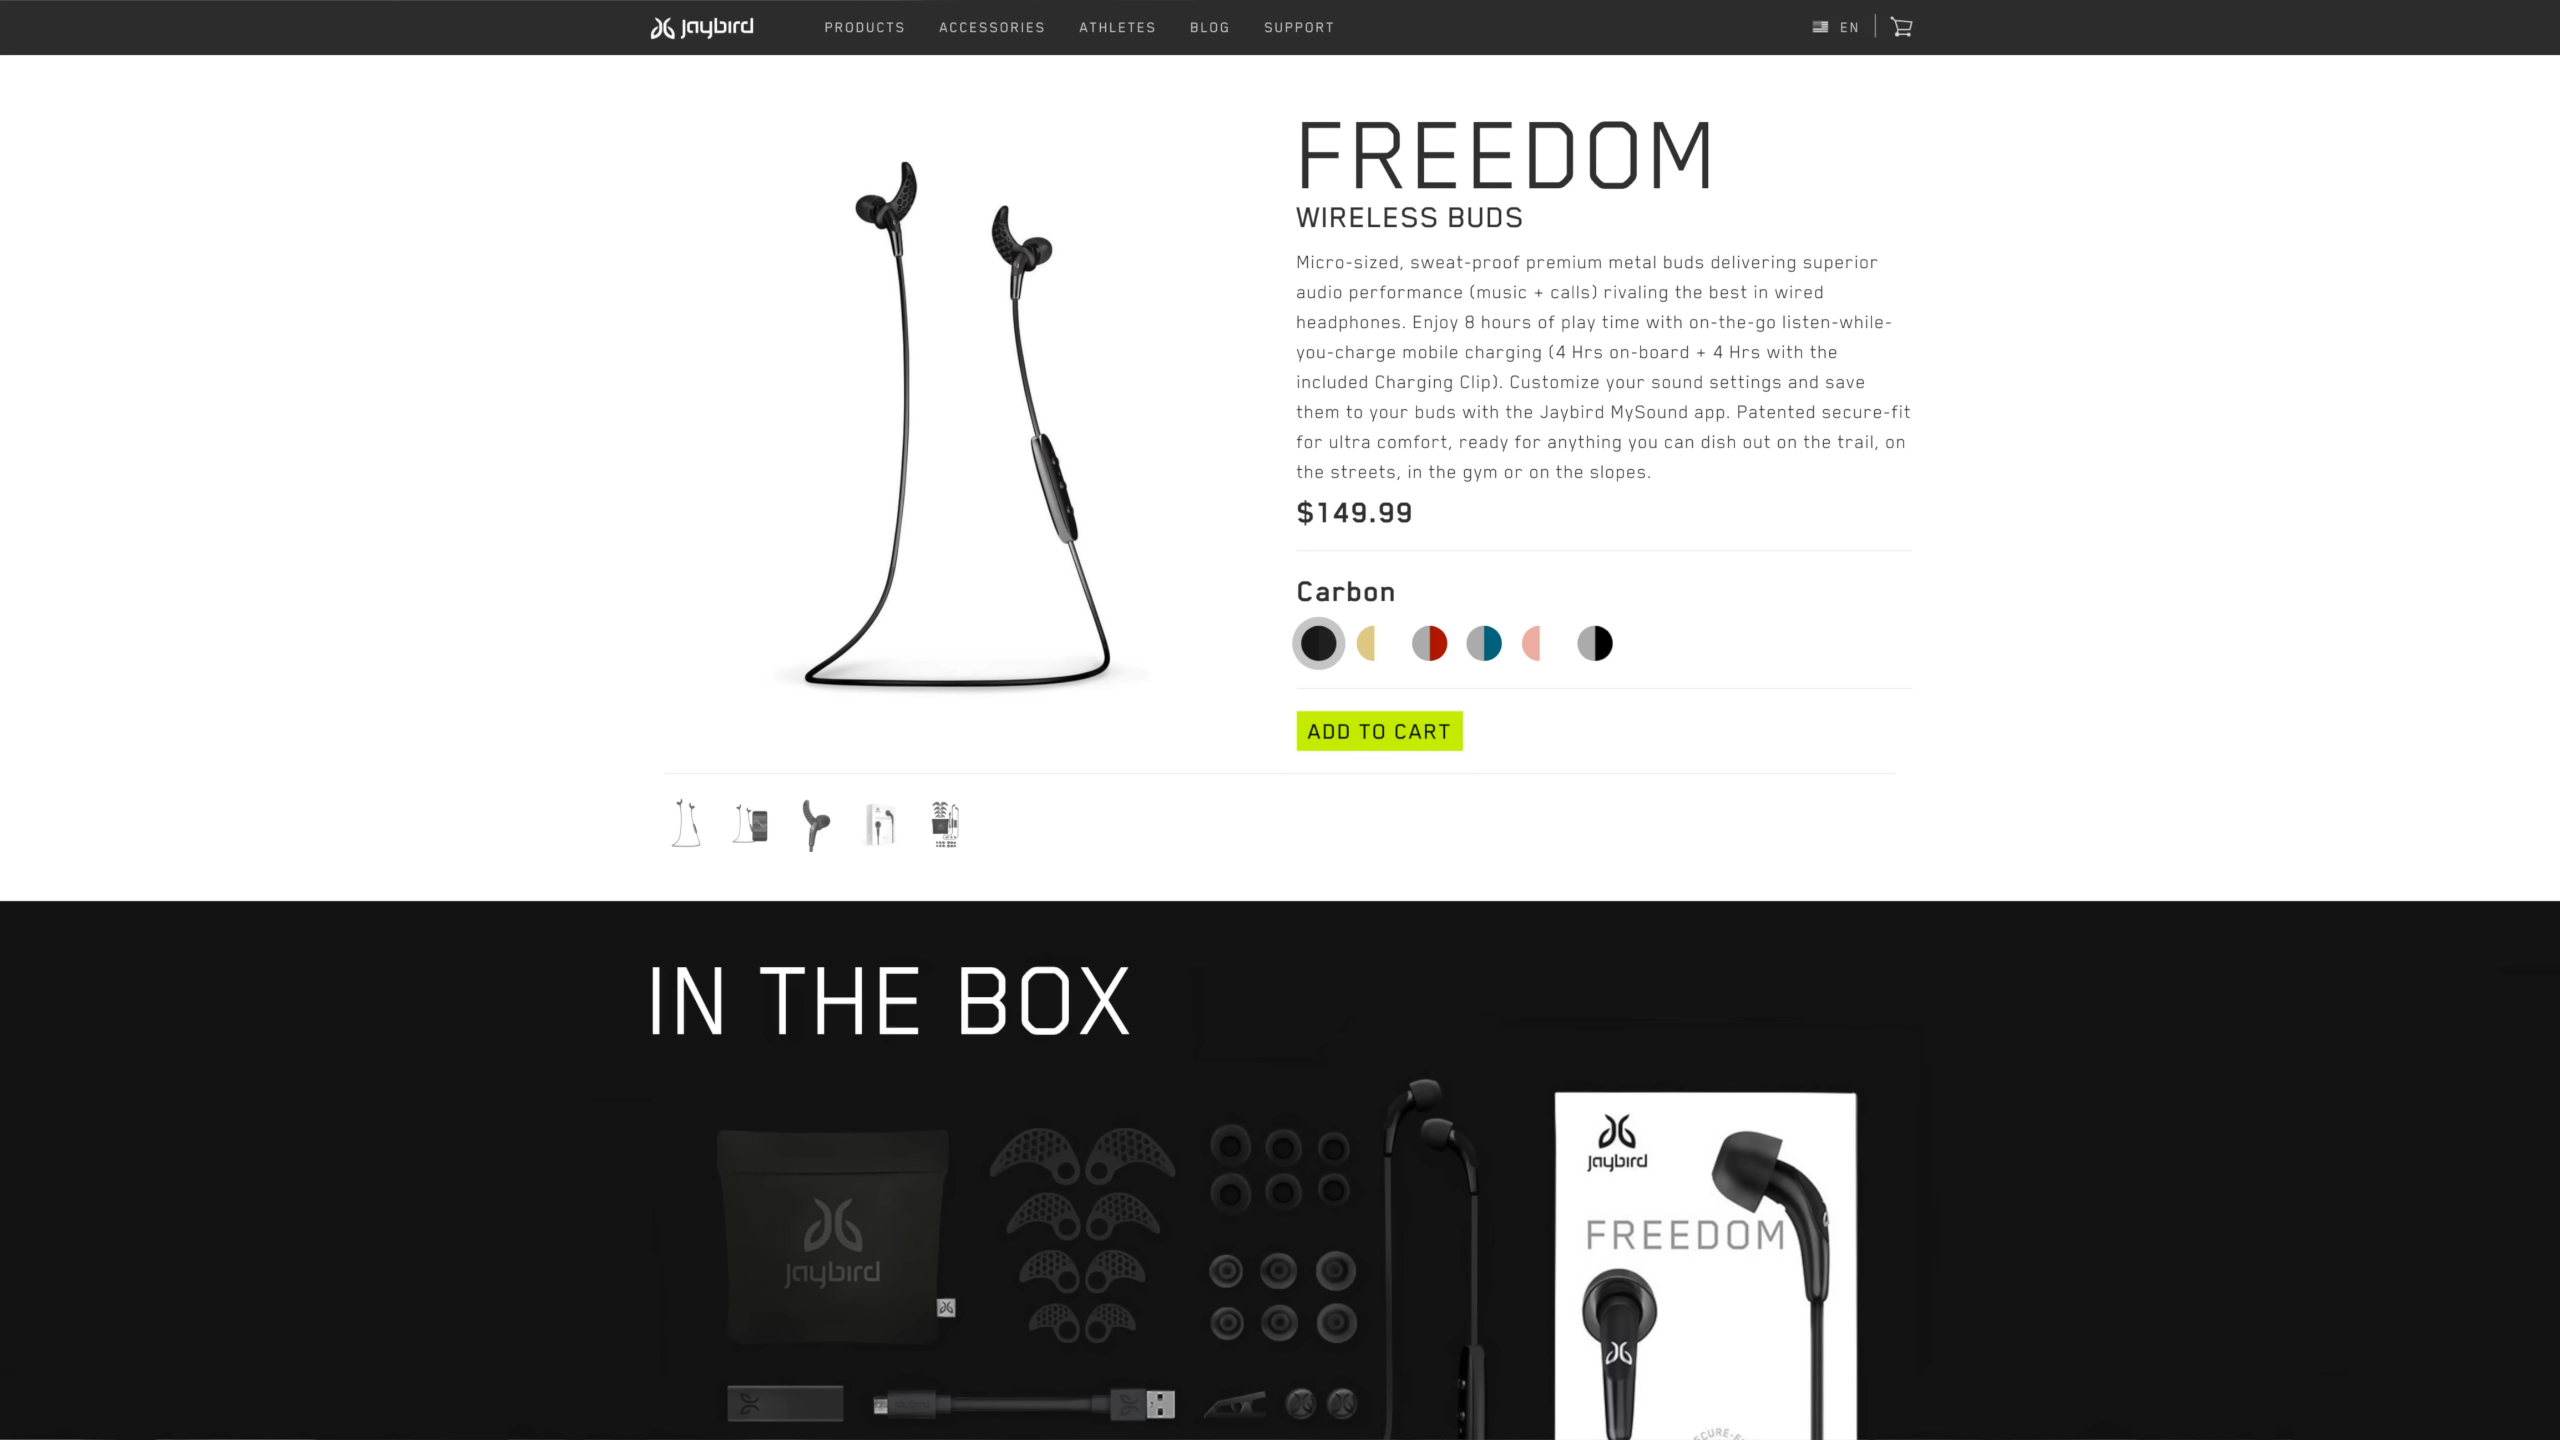 jaybird
PRODUCTS
ACCESSORIES
ATHLETES
BLOG
SUPPORT
EN
FREEDOM
WIRELESS BUDS
Micro-sized, sweat-proof premium metal buds delivering superior
audio performance (music + calls) rivaling the best in wired
headphones. Enjoy 8 hours of play time with on-the-go listen-while-
you-charge mobile charging (4 Hrs on-board + 4 Hrs with the
included Charging Clip). Customize your sound settings and save
them to your buds with the Jaybird MySound app. Patented secure-fit
for ultra comfort, ready for anything you can dish out on the trail, on
the streets, in the gym or on the slopes.
$149.99
Carbon
ADD TO CART
IN THE BOX
jaybird
jaybird
jaybird
FREEDOM